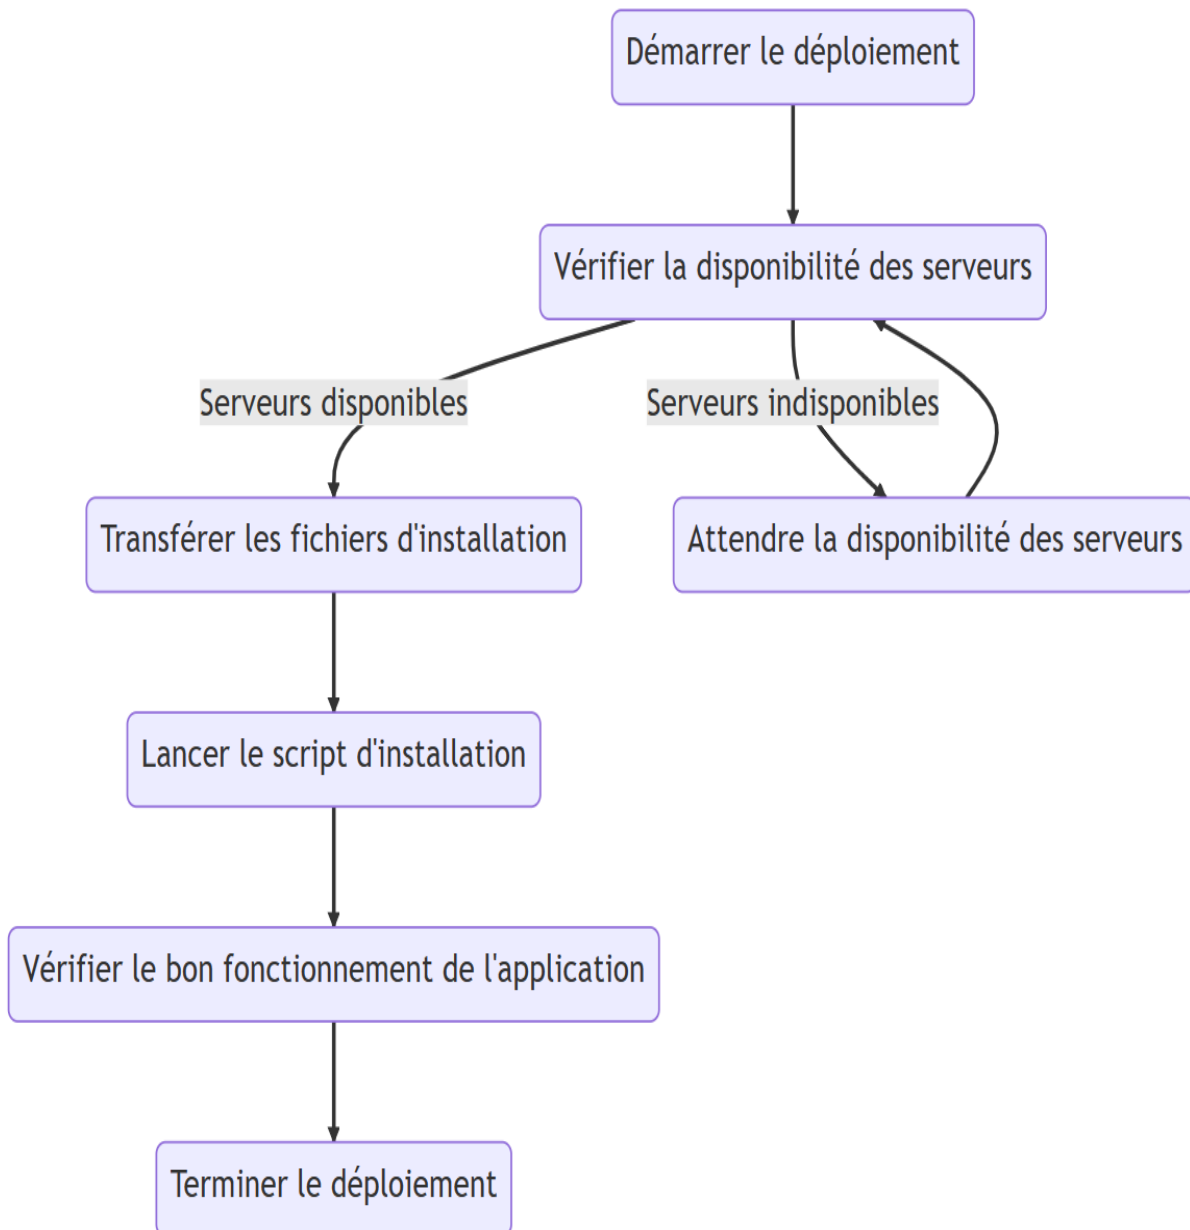 Démarrer le déploiement
Vérifier la disponibilité des serveurs
Serveurs disponibles
Serveurs indisponibles
Transférer les fichiers d'installation
Attendre la disponibilité des serveurs
Lancer le script d'installation
Vérifier le bon fonctionnement de l'application
Terminer le déploiement